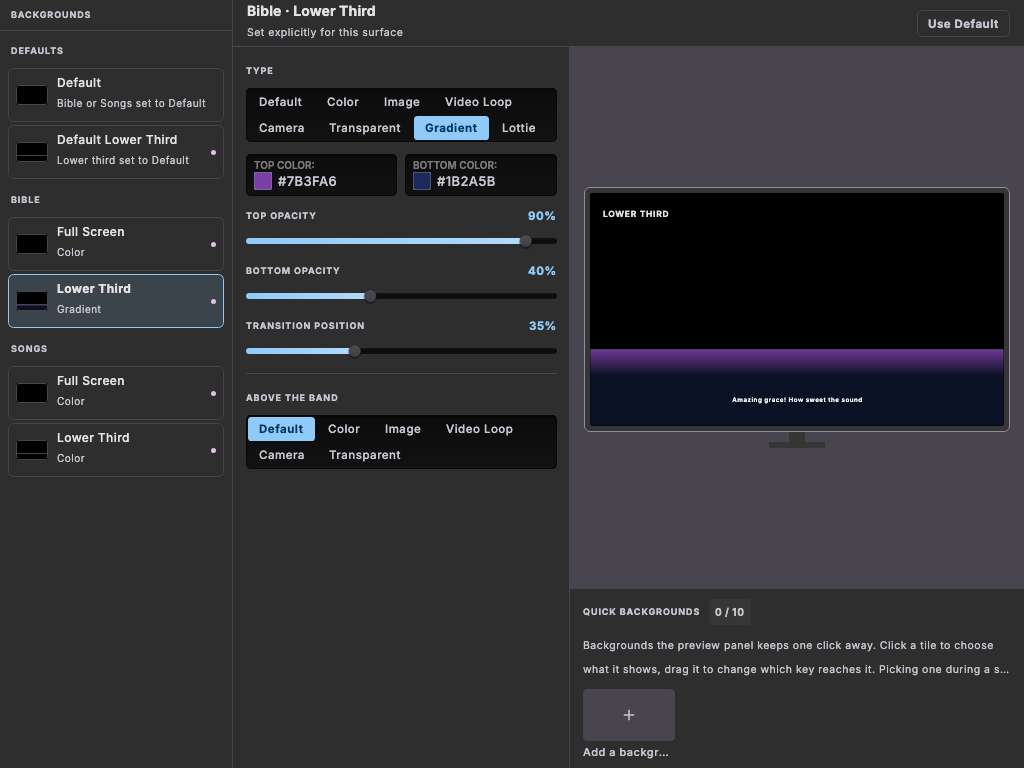 BACKGROUNDS
DEFAULTS
Default
Bible or Songs set to Default
Default Lower Third
Lower third set to Default
BIBLE
Full Screen
Color
Lower Third
Gradient
SONGS
Full Screen
Color
Lower Third
Color
Bible · Lower Third
Set explicitly for this surface
Use Default
TYPE
Default Color Image Video Loop
Camera Transparent Gradient Lottie
TOP COLOR: BOTTOM COLOR:
#7B3FA6 #1B2A5B
TOP OPACITY 90%
BOTTOM OPACITY 40%
TRANSITION POSITION 35%
ABOVE THE BAND
Default Color Image Video Loop
Camera Transparent
LOWER THIRD
Amazing grace! How sweet the sound
QUICK BACKGROUNDS 0 / 10
Backgrounds the preview panel keeps one click away. Click a tile to choose
what it shows, drag it to change which key reaches it. Picking one during a s...
+
Add a backgr...